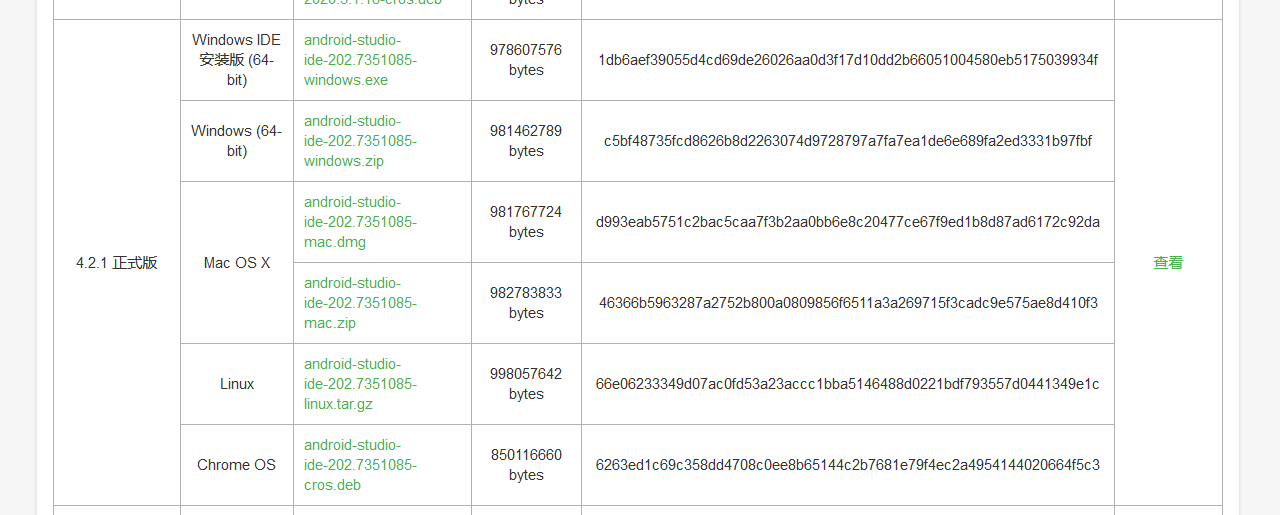 2020.3.1.16-cros.deb
bytes
Windows IDE
安装版 (64-
bit)
android-studio-
ide-202.7351085-
windows.exe
978607576
bytes
1db6aef39055d4cd69de26026aa0d3f17d10dd2b66051004580eb5175039934f
Windows (64-
bit)
android-studio-
ide-202.7351085-
windows.zip
981462789
bytes
c5bf48735fcd8626b8d2263074d9728797a7fa7ea1de6e689fa2ed3331b97fbf
4.2.1 正式版
Mac OS X
android-studio-
ide-202.7351085-
mac.dmg
981767724
bytes
d993eab5751c2bac5caa7f3b2aa0bb6e8c20477ce67f9ed1b8d87ad6172c92da
查看
android-studio-
ide-202.7351085-
mac.zip
982783833
bytes
46366b5963287a2752b800a0809856f6511a3a269715f3cadc9e575ae8d410f3
Linux
android-studio-
ide-202.7351085-
linux.tar.gz
998057642
bytes
66e06233349d07ac0fd53a23accc1bba5146488d0221bdf793557d0441349e1c
Chrome OS
android-studio-
ide-202.7351085-
cros.deb
850116660
bytes
6263ed1c69c358dd4708c0ee8b65144c2b7681e79f4ec2a4954144020664f5c3